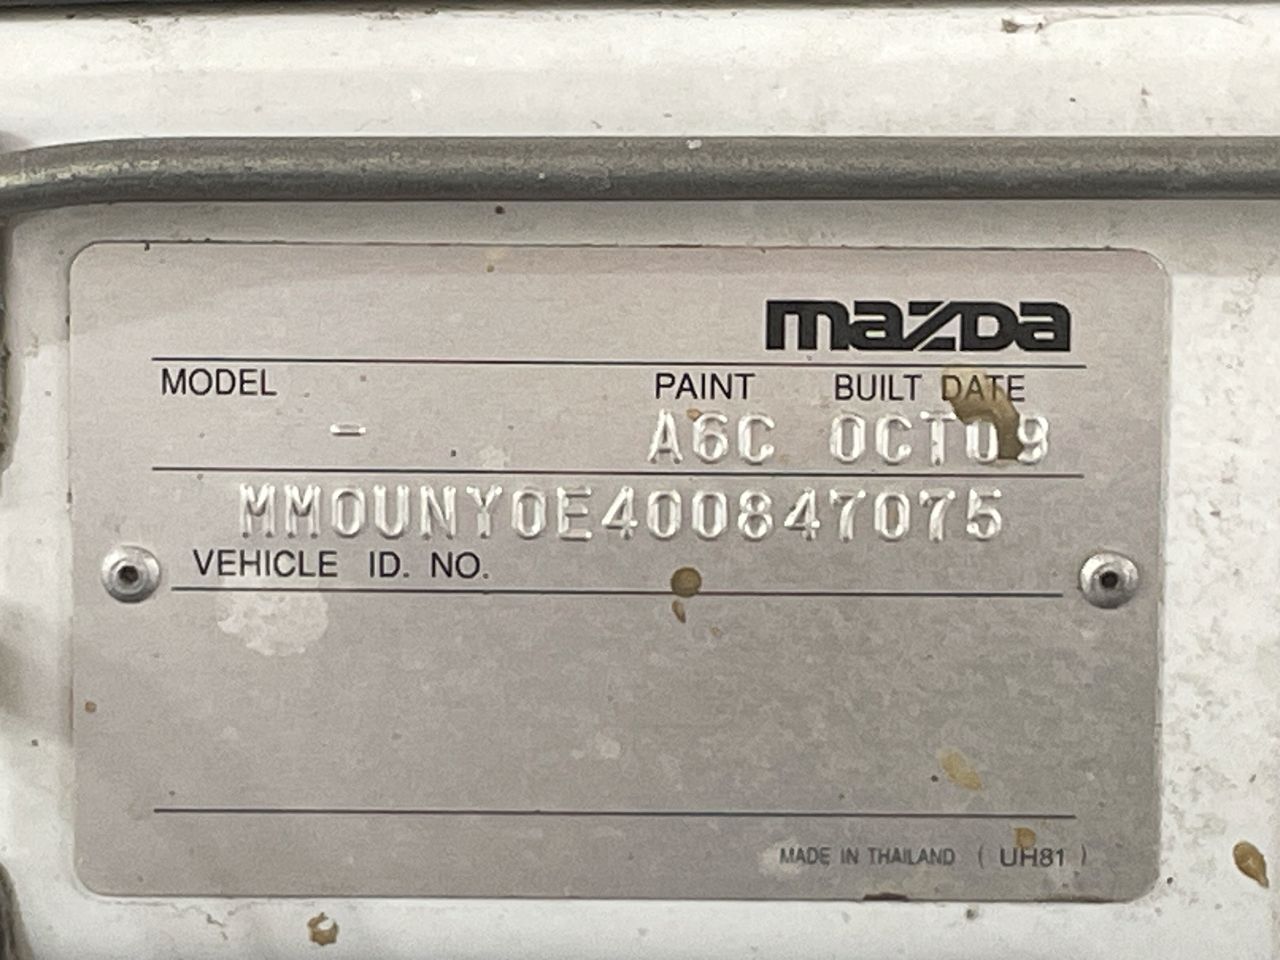 mazda
MODEL PAINT BUILT DATE
- A6C OCT09
MM0UNY0E400847075
VEHICLE ID. NO.
MADE IN THAILAND ( UH81 )